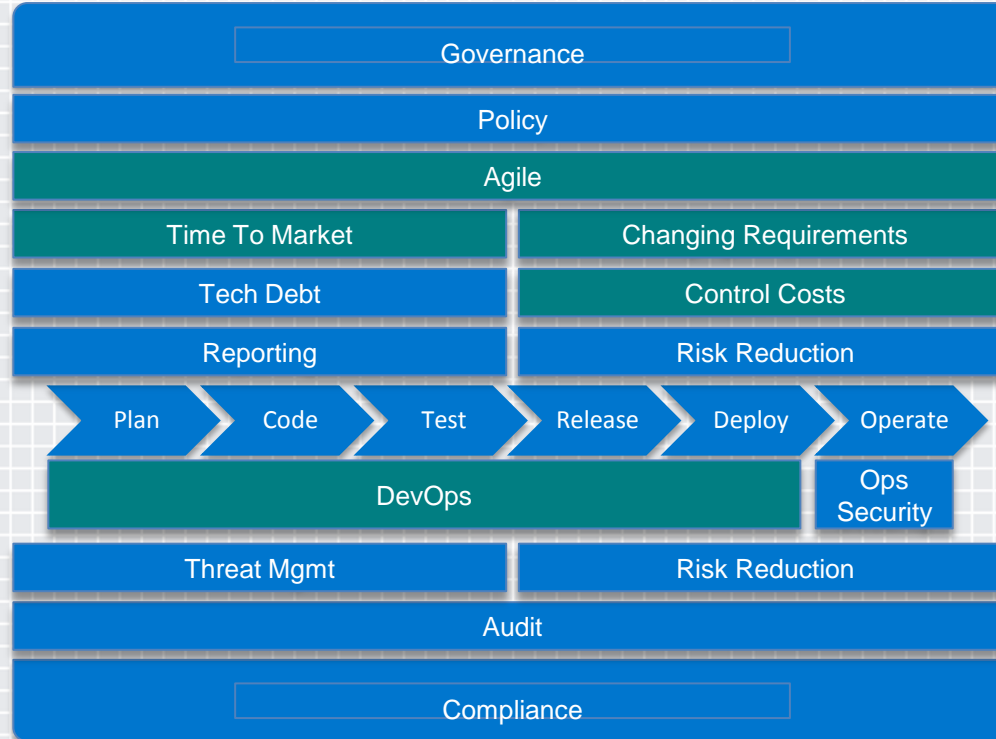 Governance
Policy
Agile
Time To Market
Changing Requirements
Tech Debt
Control Costs
Reporting
Risk Reduction
Plan
Code
Test
Release
Deploy
Operate
DevOps
Ops
Security
Threat Mgmt
Risk Reduction
Audit
Compliance